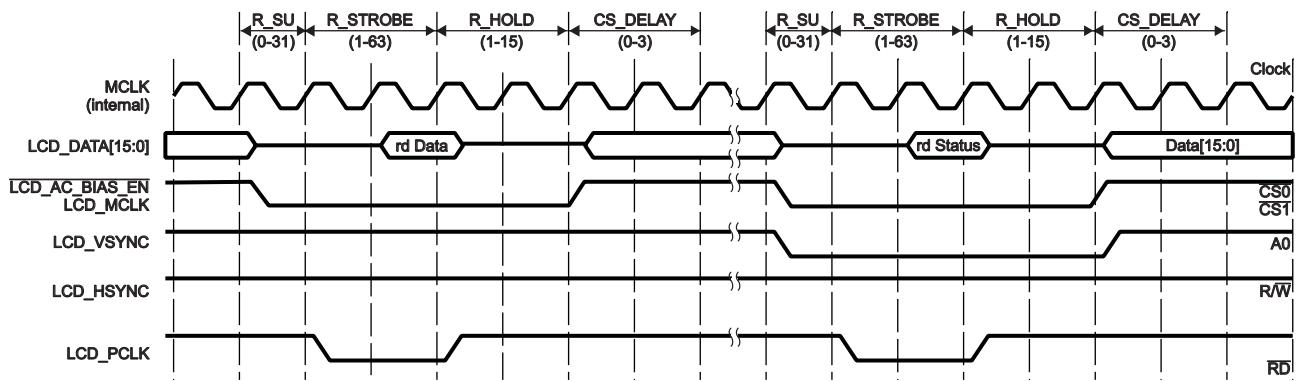 R_SU R_STROBE R_HOLD CS_DELAY R_SU R_STROBE R_HOLD CS_DELAY
(0-31) (1-63) (1-15) (0-3) (0-31) (1-63) (1-15) (0-3)
MCLK Clock
(internal)
LCD_DATA[15:0] rd Data rd Status Data[15:0]
LCD_AC_BIAS_EN CS0
LCD_MCLK CS1
LCD_VSYNC A0
LCD_HSYNC R/W
LCD_PCLK RD